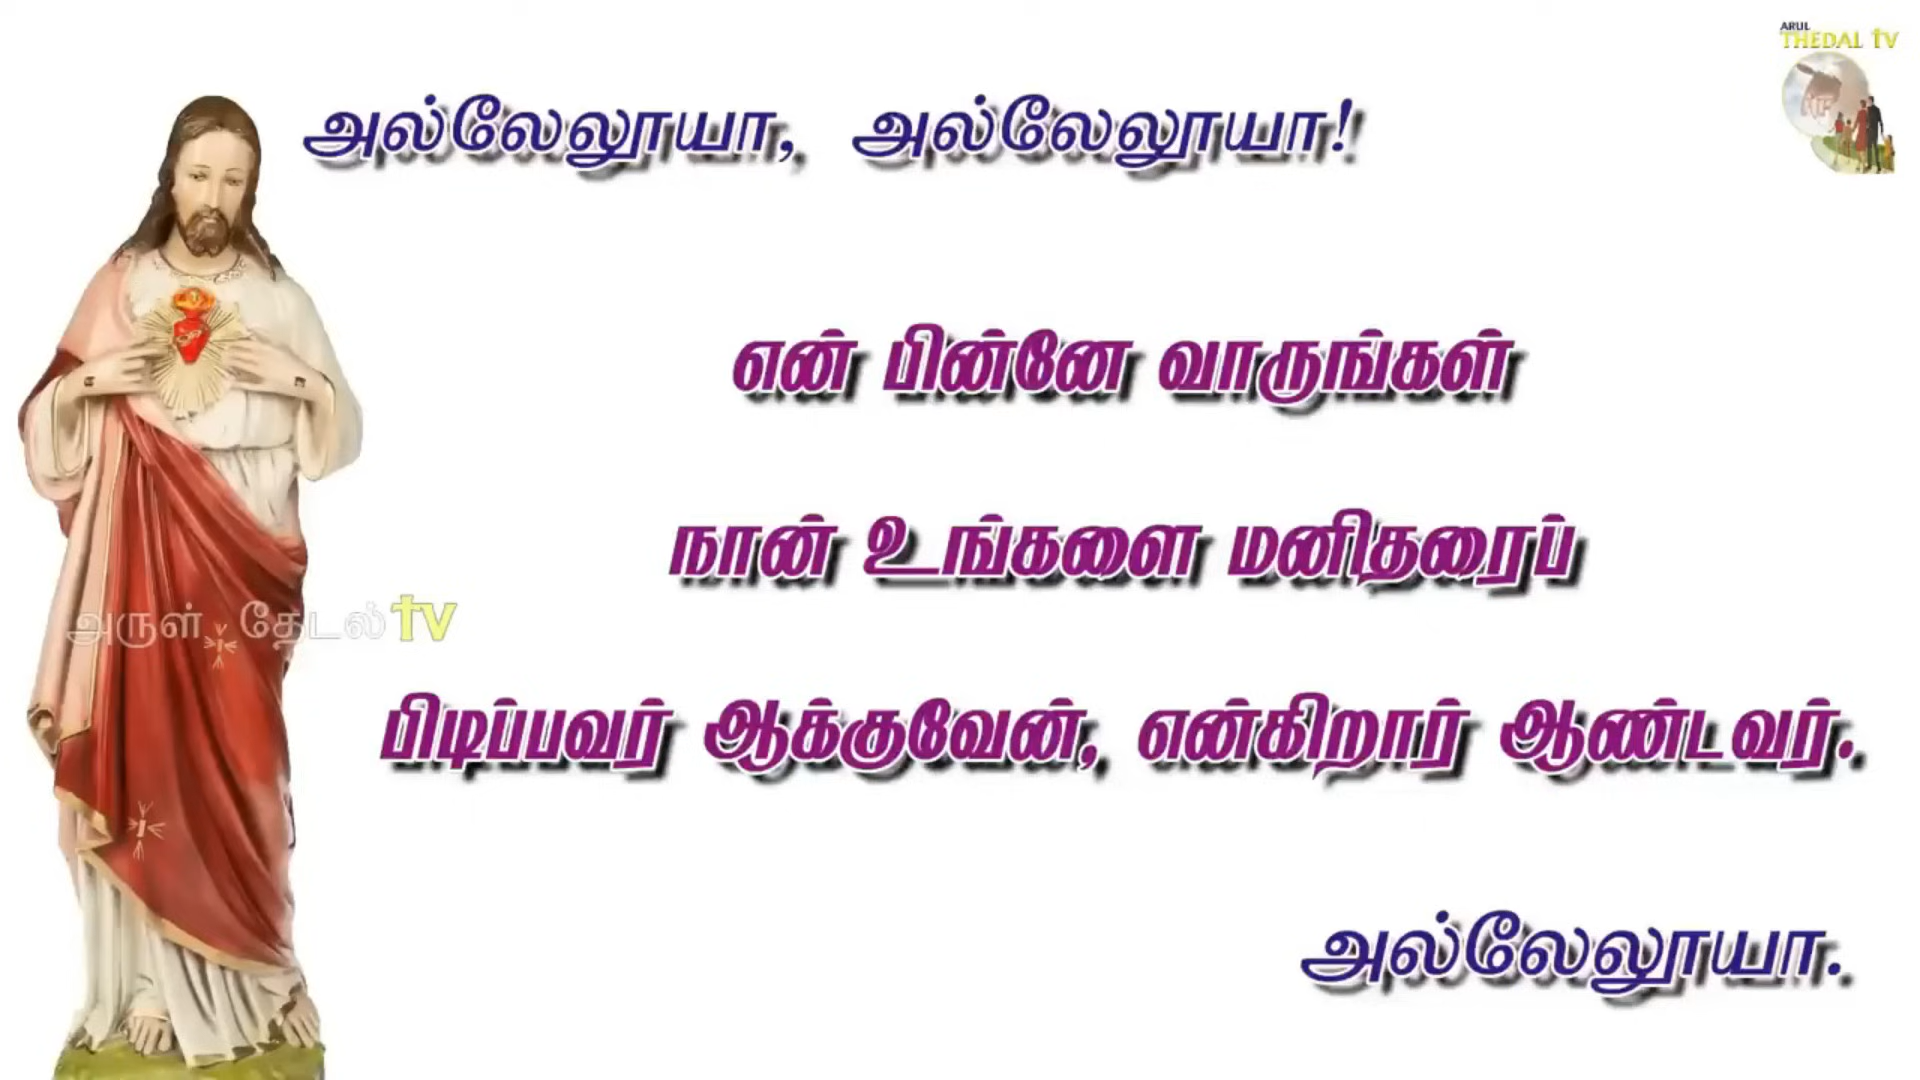 ARUL
THEDAL TV
அல்லேலூயா, அல்லேலூயா!
என் பின்னே வாருங்கள்
நான் உங்களை மனிதரைப்
அருள் தேடல் TV
பிடிப்பவர் ஆக்குவேன், என்கிறார் ஆண்டவர்.
அல்லேலூயா.